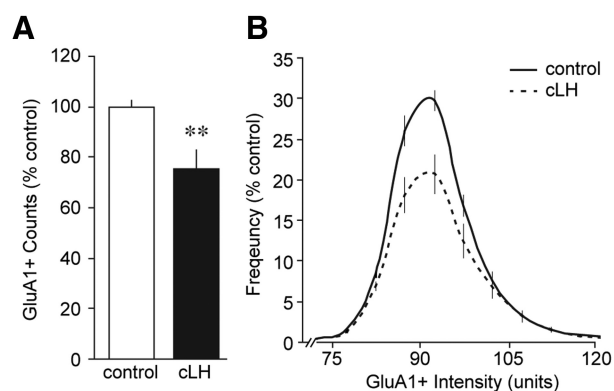 A
GluA1+ Counts (% control)
120
100
80
60
40
20
0
**
control
cLH
B
Freqeuncy (% control)
35
30
25
20
15
10
5
0
control
cLH
75
90
105
120
GluA1+ Intensity (units)